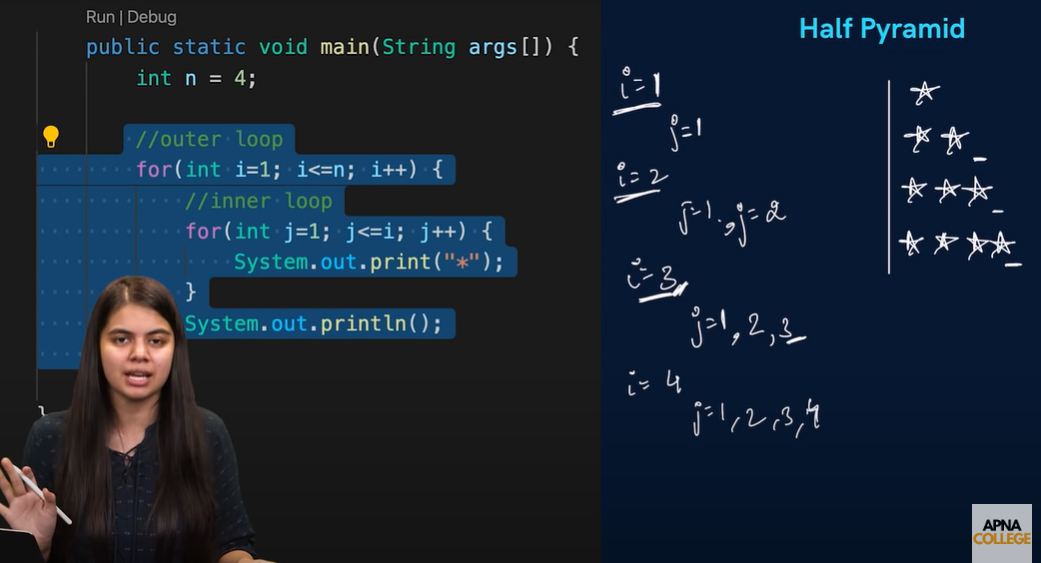 Run | Debug
public static void main(String args[]) {
int n = 4;
//outer loop
for(int i=1; i<=n; i++) {
//inner loop
for(int j=1; j<=i; j++) {
System.out.print("*");
}
System.out.println();
}
Half Pyramid
i=1
j=1
i=2
j=1, j=2
i=3
j=1, 2, 3
i=4
j=1, 2, 3, 4
APNA
COLLEGE